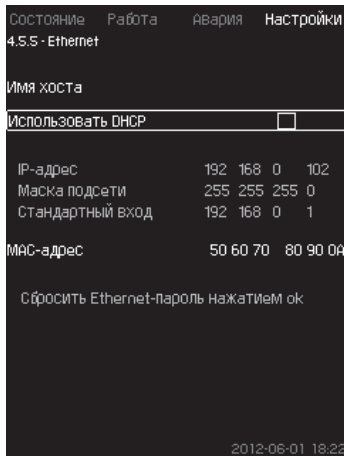 Состояние Работа Авария Настройки
4.5.5 - Ethernet
Имя хоста
Использовать DHCP
IP-адрес 192 168 0 102
Маска подсети 255 255 255 0
Стандартный вход 192 168 0 1
MAC-адрес 50 60 70 80 90 0A
Сбросить Ethernet-пароль нажатием ok
2012-06-01 18:22